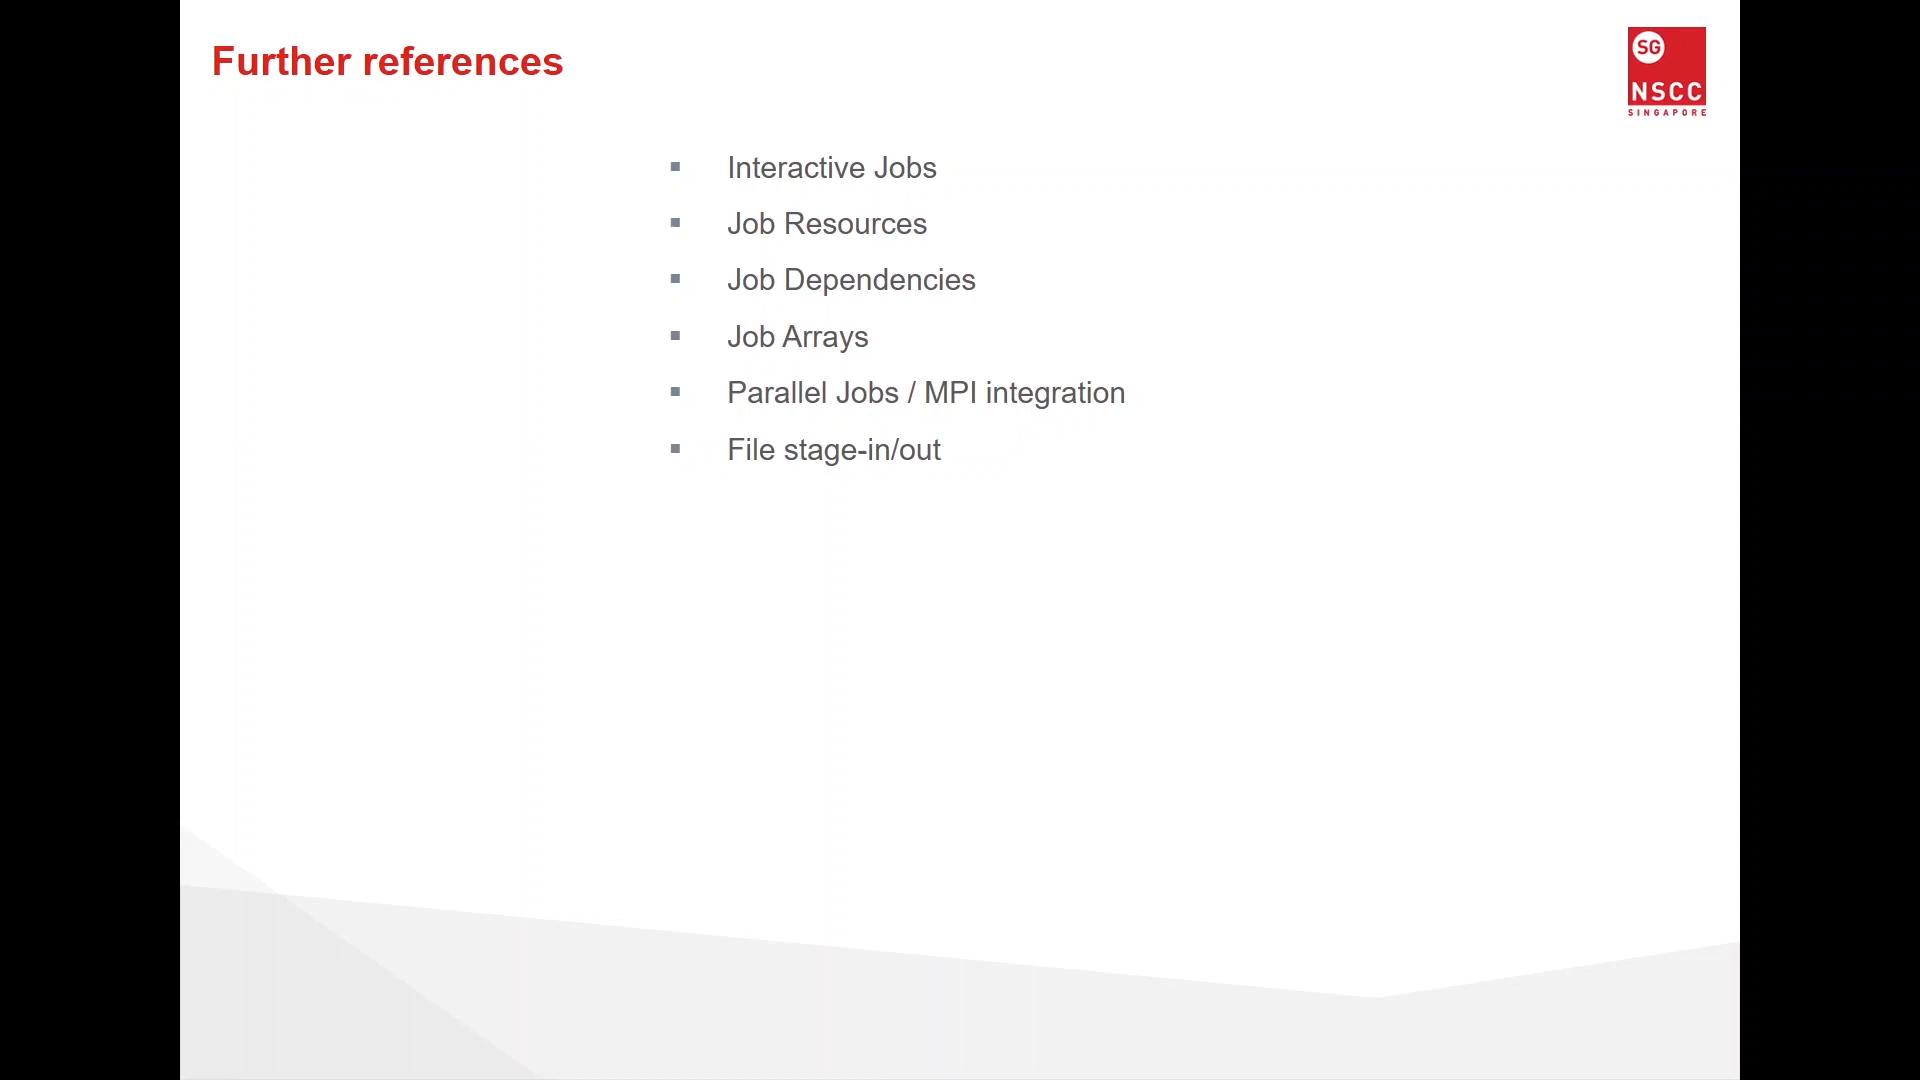 Further references
SG
NSCC
SINGAPORE
Interactive Jobs
Job Resources
Job Dependencies
Job Arrays
Parallel Jobs / MPI integration
File stage-in/out